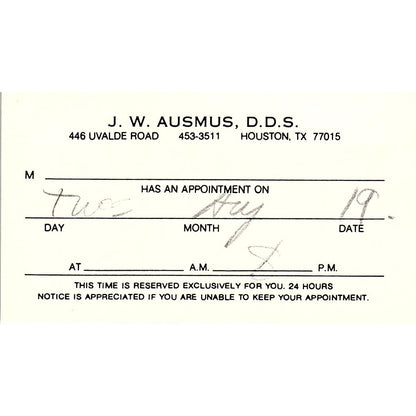 J. W. AUSMUS, D.D.S.
446 UVALDE ROAD 453-3511 HOUSTON, TX 77015
M
HAS AN APPOINTMENT ON
Tues 19.
DAY MONTH DATE
AT A.M. P.M.
THIS TIME IS RESERVED EXCLUSIVELY FOR YOU. 24 HOURS
NOTICE IS APPRECIATED IF YOU ARE UNABLE TO KEEP YOUR APPOINTMENT.